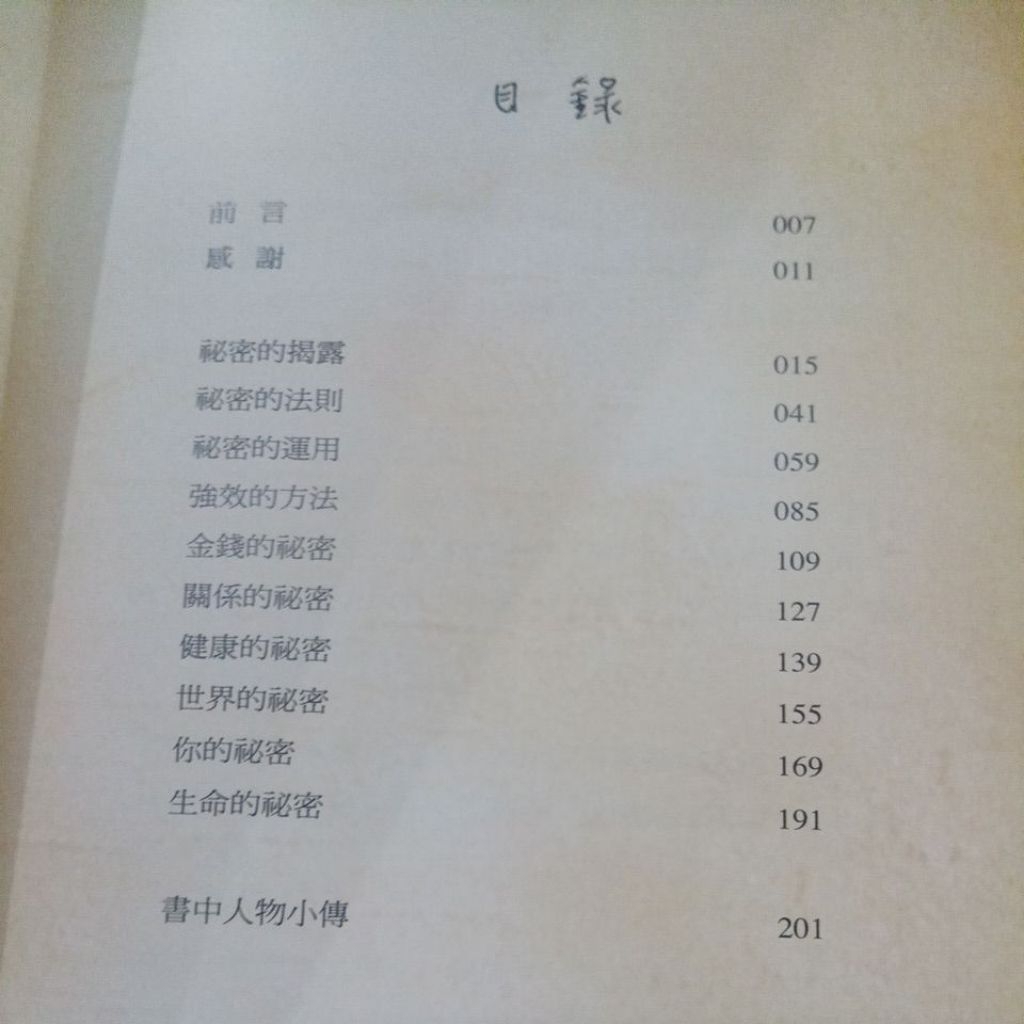 目 錄
前 言 007
感 謝 011
祕密的揭露 015
祕密的法則 041
祕密的運用 059
強效的方法 085
金錢的祕密 109
關係的祕密 127
健康的祕密 139
世界的祕密 155
你的祕密 169
生命的祕密 191
書中人物小傳 201